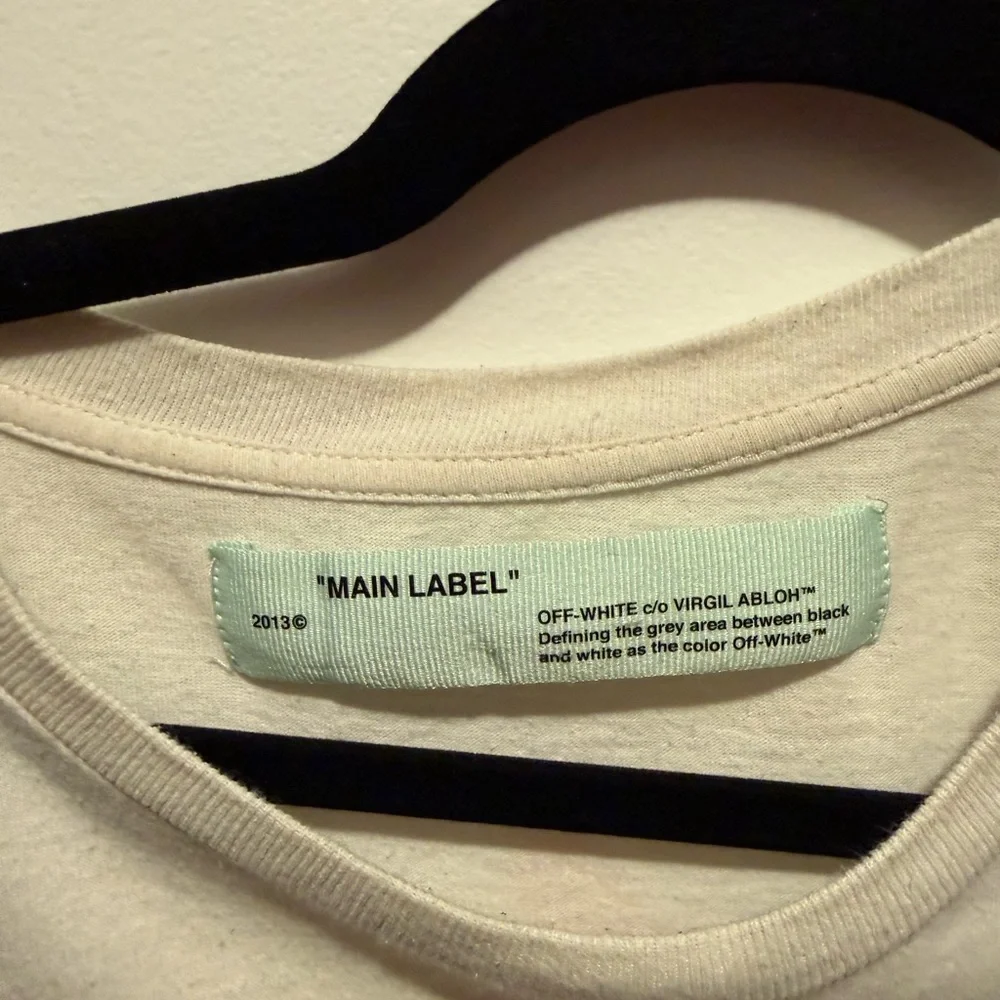 "MAIN LABEL"
2013©
OFF-WHITE c/o VIRGIL ABLOH™
Defining the grey area between black
and white as the color Off-White™